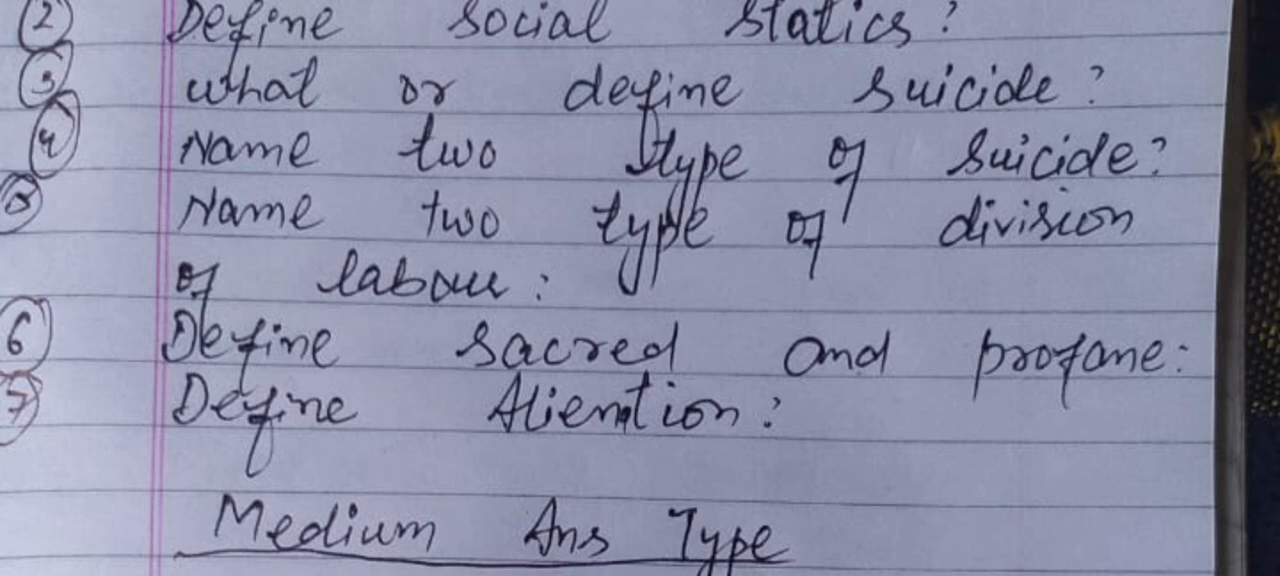 2 Define social statics?
3 what or define suicide?
4 Name two type of suicide?
5 Name two type of division
of labour:
6 Define sacred and profane:
7 Define Alienation:
Medium Ans Type